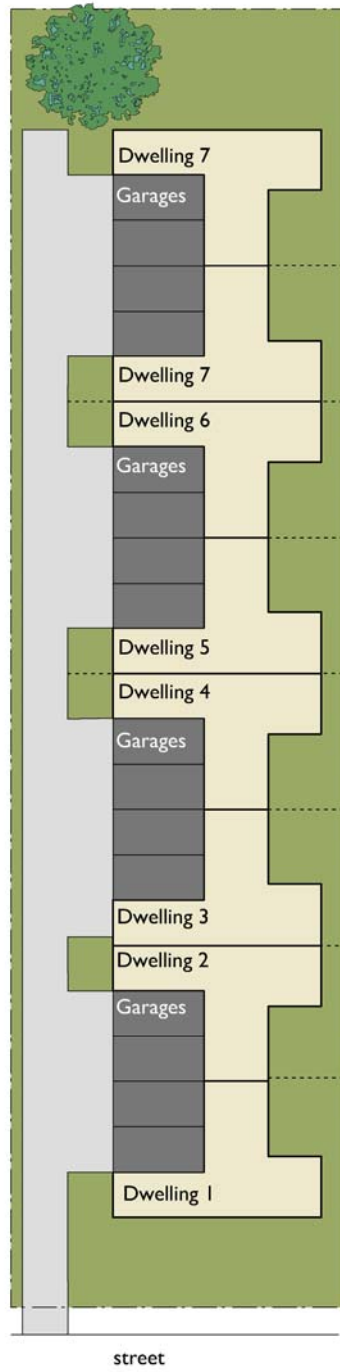 Dwelling 7
Garages
Dwelling 7
Dwelling 6
Garages
Dwelling 5
Dwelling 4
Garages
Dwelling 3
Dwelling 2
Garages
Dwelling 1
street